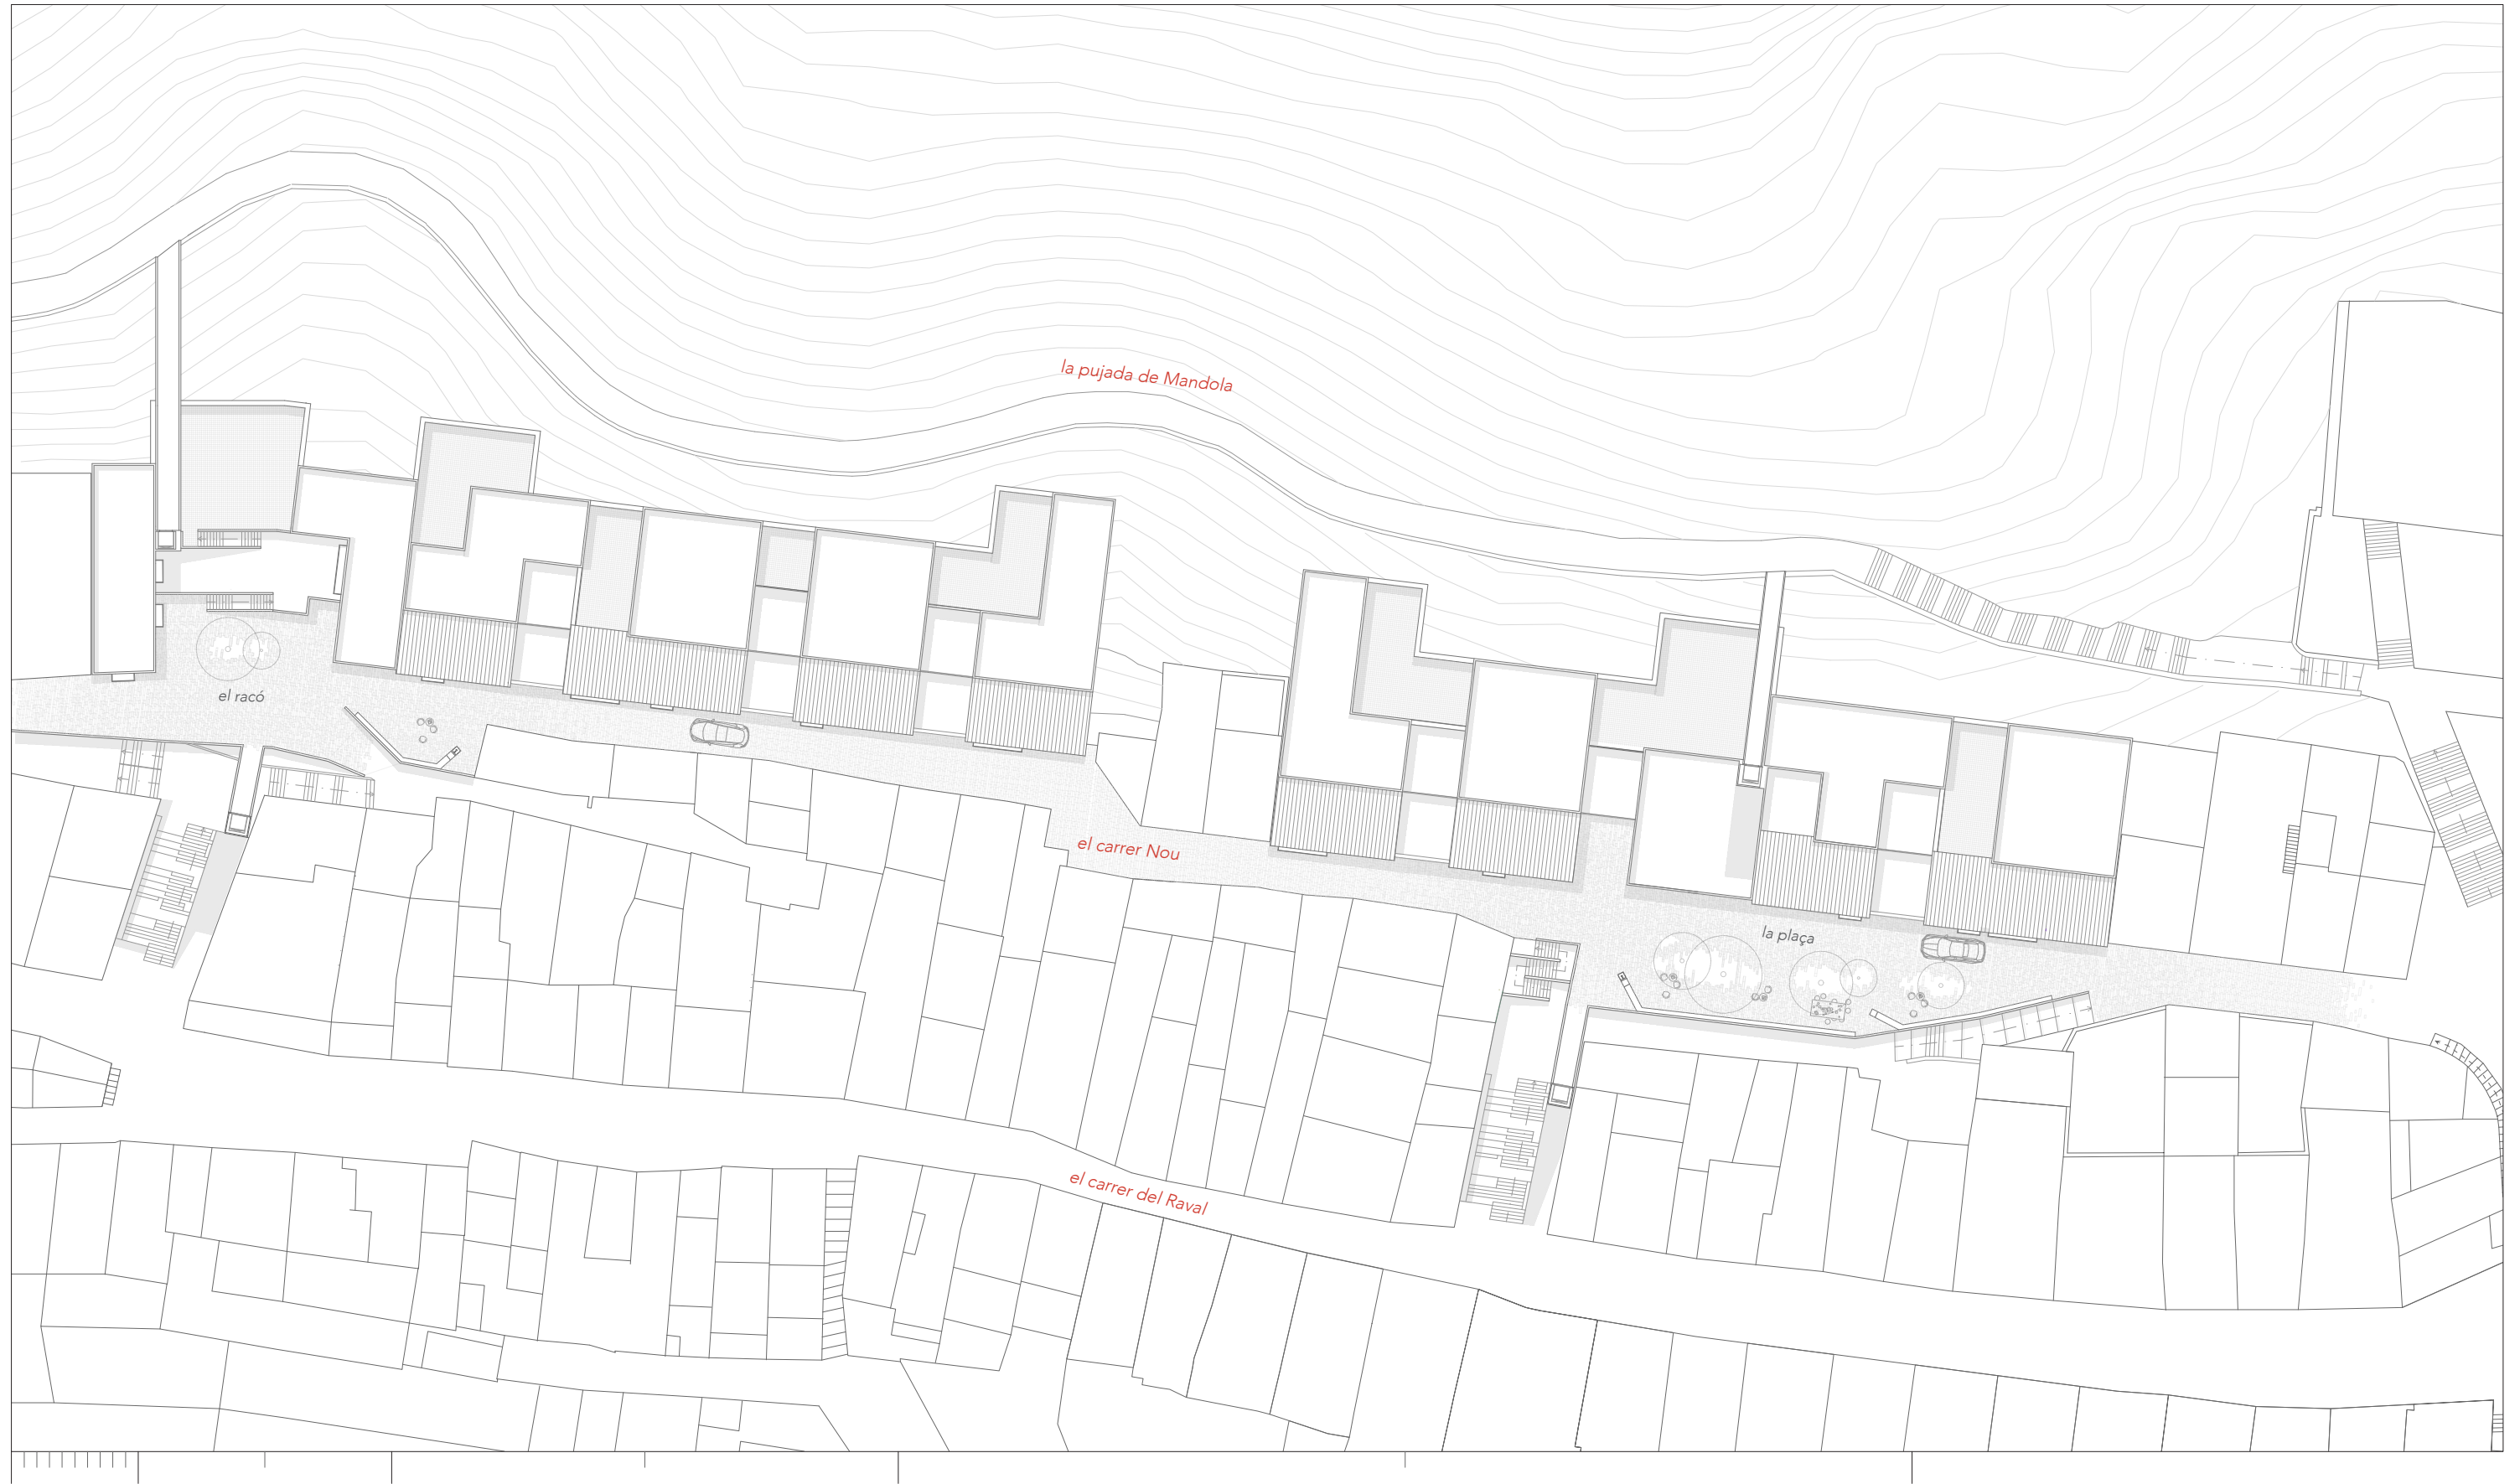 la pujada de Mandola
el racó
el carrer Nou
la plaça
el carrer del Raval